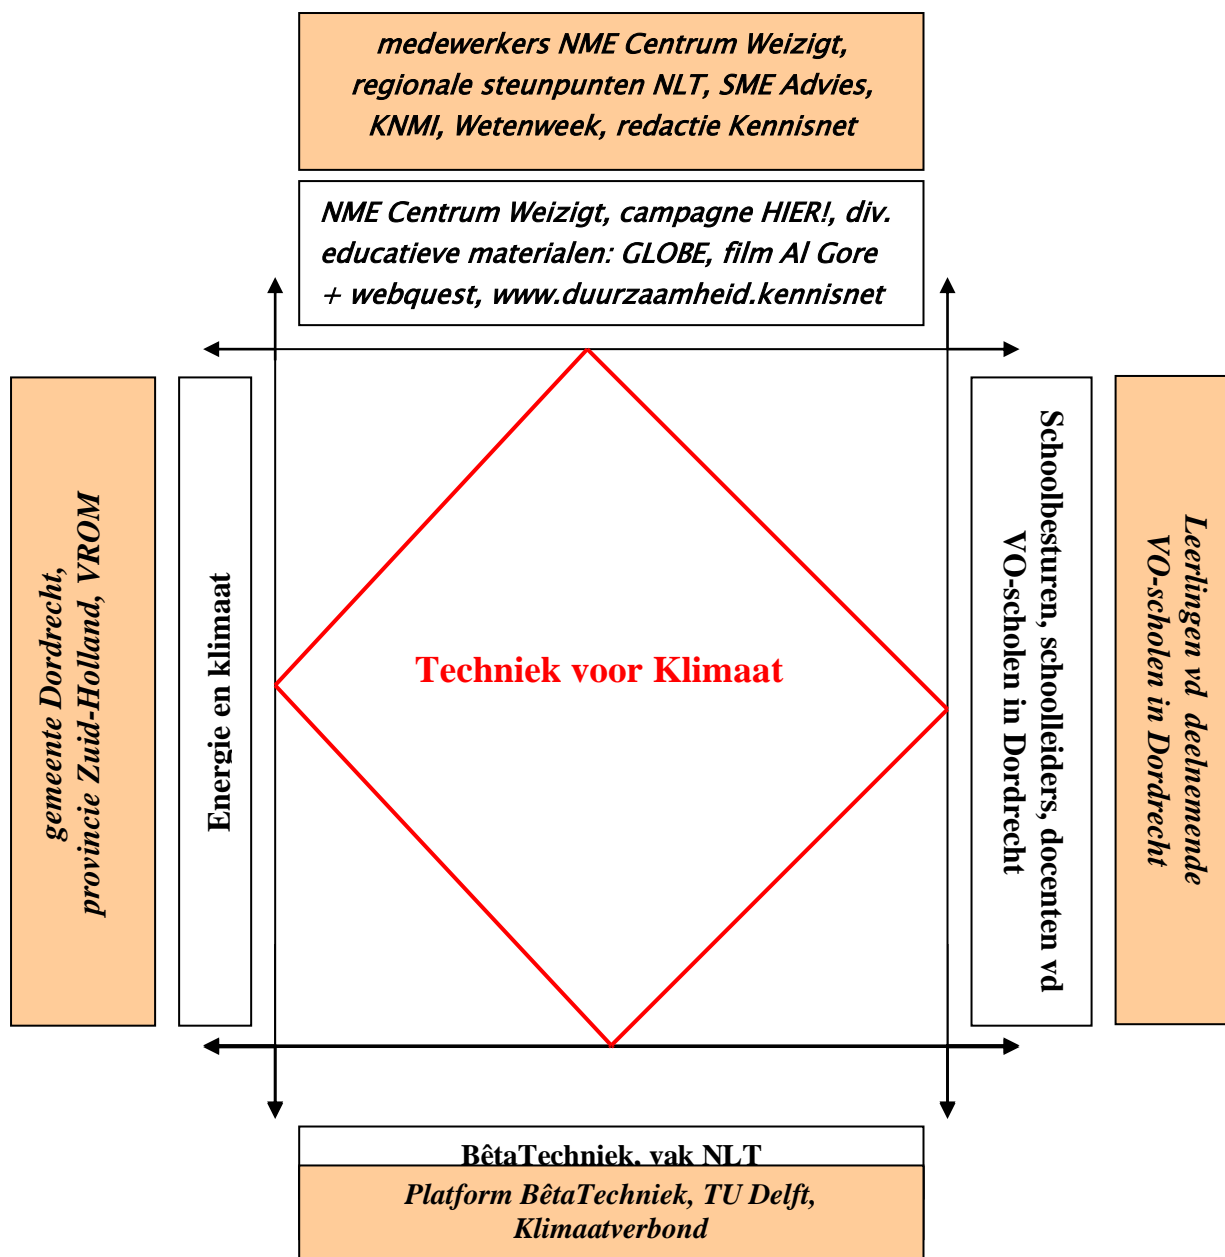 medewerkers NME Centrum Weizigt,
regionale steunpunten NLT, SME Advies,
KNMI, Wetenweek, redactie Kennisnet
NME Centrum Weizigt, campagne HIER!, div.
educatieve materialen: GLOBE, film Al Gore
+ webquest, www.duurzaamheid.kennisnet
gemeente Dordrecht,
provincie Zuid-Holland, VROM
Energie en klimaat
Techniek voor Klimaat
Schoolbesturen, schoolleiders, docenten vd
VO-scholen in Dordrecht
Leerlingen vd deelnemende
VO-scholen in Dordrecht
BêtaTechniek, vak NLT
Platform BêtaTechniek, TU Delft,
Klimaatverbond